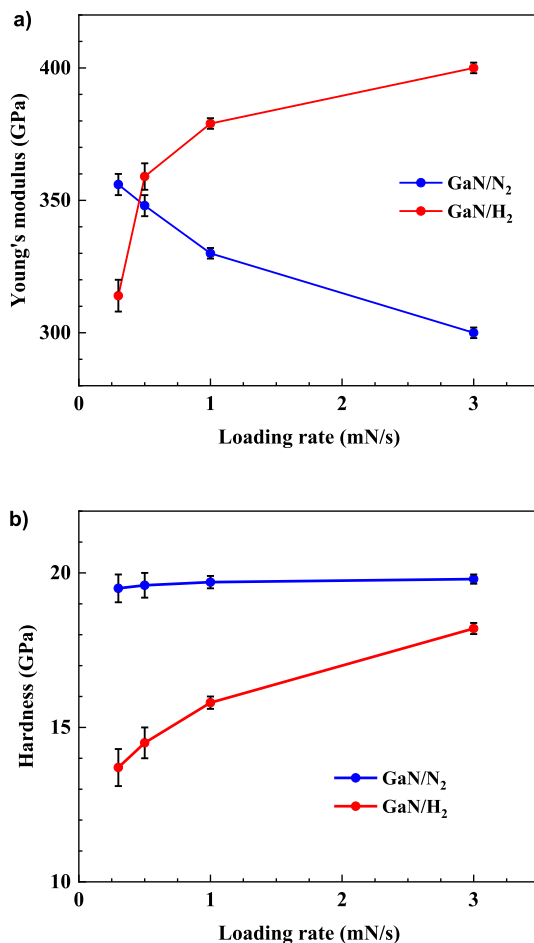 a)
400
350
300
Young's modulus (GPa)
GaN/N₂
GaN/H₂
0
1
2
3
Loading rate (mN/s)
b)
20
15
10
Hardness (GPa)
GaN/N₂
GaN/H₂
0
1
2
3
Loading rate (mN/s)